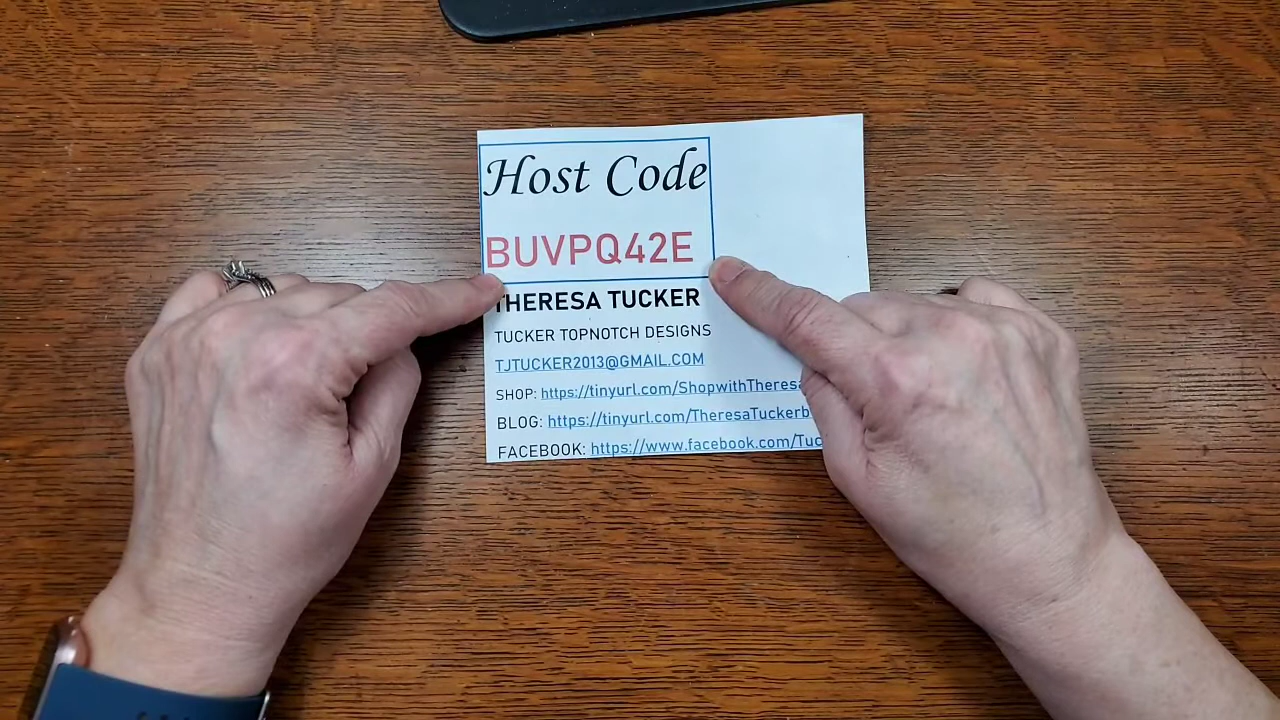 Host Code
BUVPQ42E
THERESA TUCKER
TUCKER TOPNOTCH DESIGNS
TJTUCKER2013@GMAIL.COM
SHOP: https://tinyurl.com/ShopwithTheresa
BLOG: https://tinyurl.com/TheresaTuckerb
FACEBOOK: https://www.facebook.com/Tuc